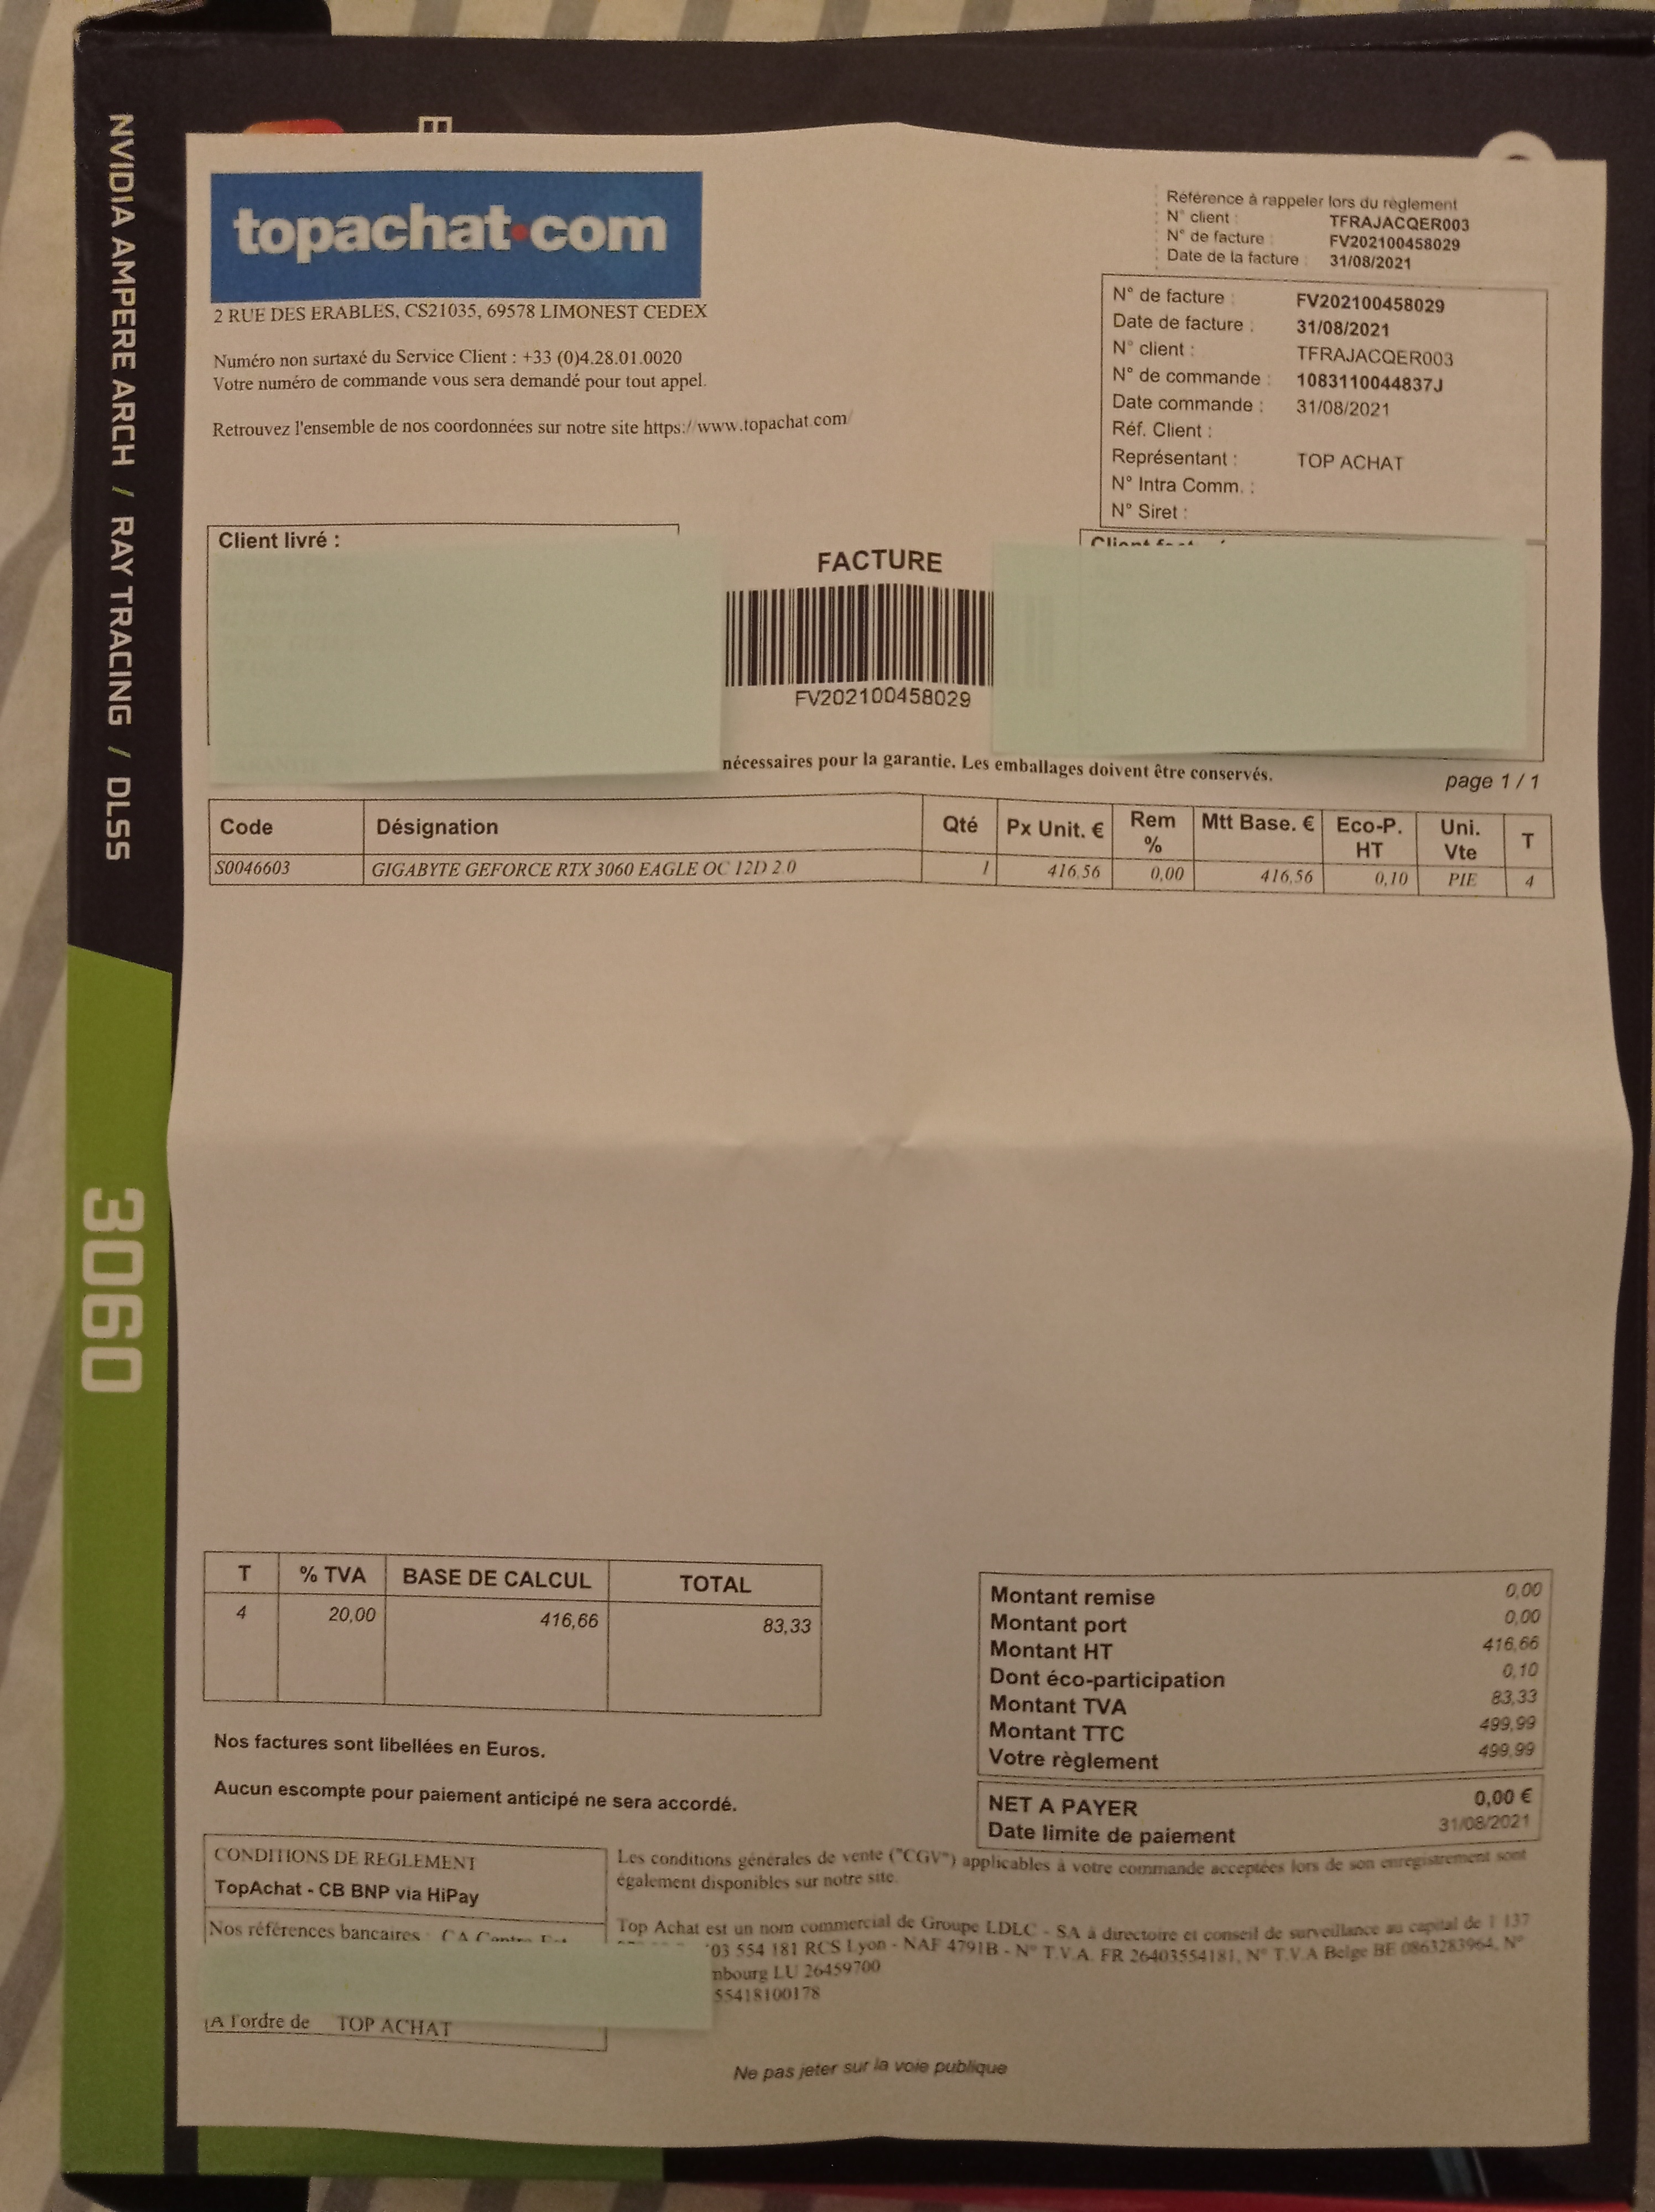 NVIDIA AMPERE ARCH / RAY TRACING / DLSS
3060
topachat.com
2 RUE DES ERABLES, CS21035, 69578 LIMONEST CEDEX
Numéro non surtaxé du Service Client : +33 (0)4.28.01.0020
Votre numéro de commande vous sera demandé pour tout appel.
Retrouvez l'ensemble de nos coordonnées sur notre site https://www.topachat.com/
Référence à rappeler lors du règlement
N° client : TFRAJACQER003
N° de facture : FV202100458029
Date de la facture : 31/08/2021
N° de facture : FV202100458029
Date de facture : 31/08/2021
N° client : TFRAJACQER003
N° de commande : 1083110044837J
Date commande : 31/08/2021
Réf. Client :
Représentant : TOP ACHAT
N° Intra Comm. :
N° Siret :
Client livré :
FACTURE
FV202100458029
nécessaires pour la garantie. Les emballages doivent être conservés.
page 1 / 1
Code Désignation Qté Px Unit. € Rem % Mtt Base. € Eco-P. HT Uni. Vte T
S0046603 GIGABYTE GEFORCE RTX 3060 EAGLE OC 12D 2.0 1 416,56 0,00 416,56 0,10 PIE 4
T % TVA BASE DE CALCUL TOTAL
4 20,00 416,66 83,33
Montant remise 0,00
Montant port 0,00
Montant HT 416,66
Dont éco-participation 0,10
Montant TVA 83,33
Montant TTC 499,99
Votre règlement 499,99
NET A PAYER 0,00 €
Date limite de paiement 31/08/2021
Nos factures sont libellées en Euros.
Aucun escompte pour paiement anticipé ne sera accordé.
CONDITIONS DE REGLEMENT
TopAchat - CB BNP via HiPay
Nos références bancaires : CA
A l'ordre de TOP ACHAT
Les conditions générales de vente ("CGV") applicables à votre commande acceptées lors de son enregistrement sont
également disponibles sur notre site.
Top Achat est un nom commercial de Groupe LDLC - SA à directoire et conseil de surveillance au capital de 1 137
03 554 181 RCS Lyon - NAF 4791B - N° T.V.A. FR 26403554181, N° T.V.A Belge BE 0863283964, N°
mbourg LU 26459700
55418100178
Ne pas jeter sur la voie publique